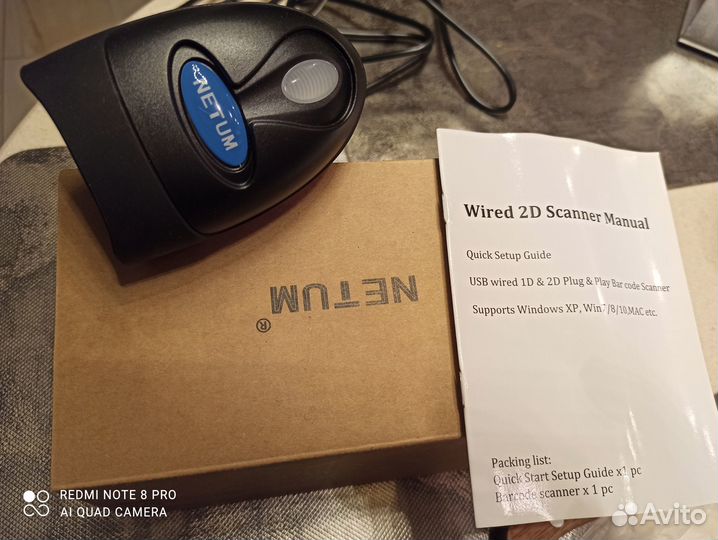 NETUM
NETUM
®
Wired 2D Scanner Manual
Quick Setup Guide
USB wired 1D & 2D Plug & Play Bar code Scanner
Supports Windows XP, Win7/8/10,MAC etc.
Packing list:
Quick Start Setup Guide x1 pc
Barcode scanner x 1 pc
REDMI NOTE 8 PRO
AI QUAD CAMERA
Avito